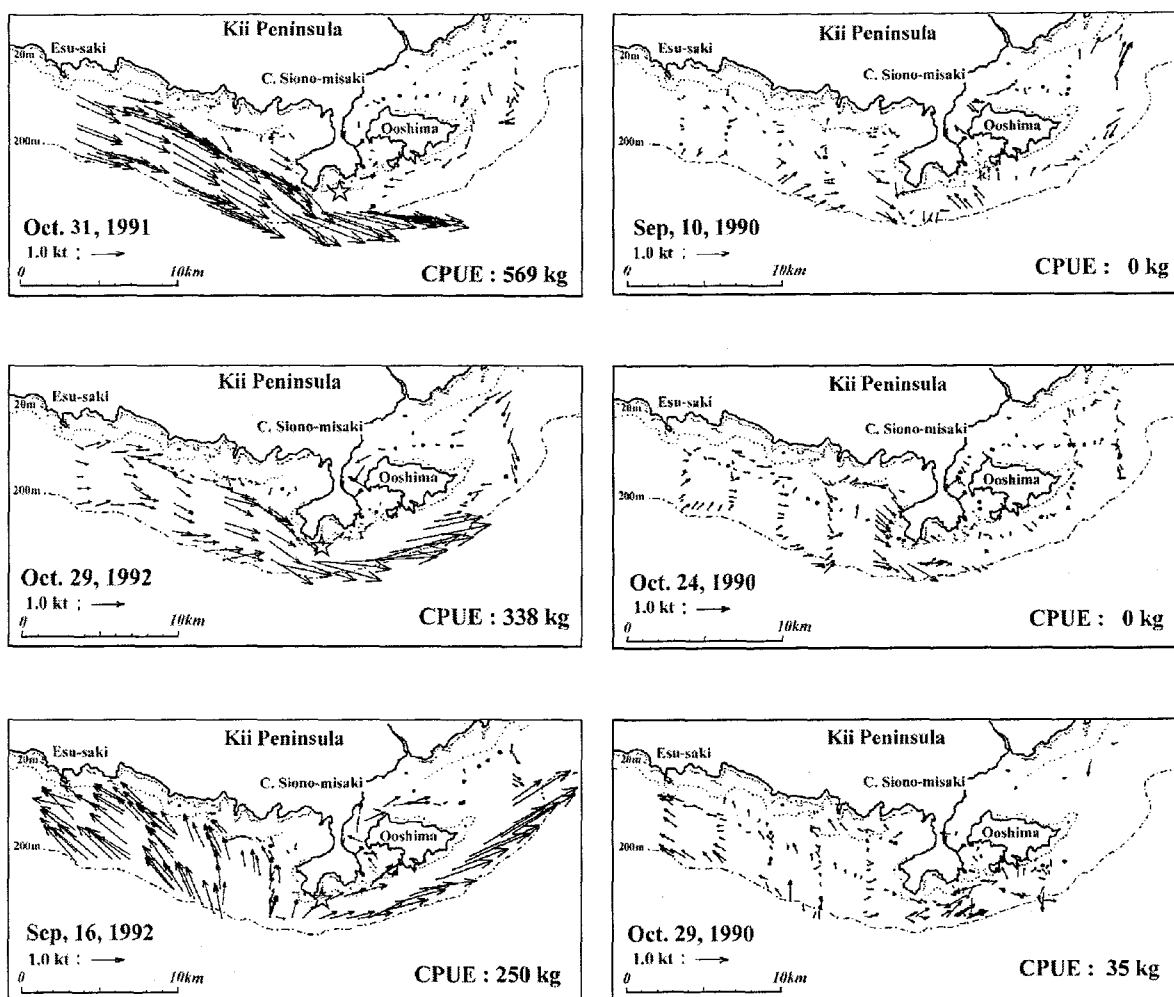 Kii Peninsula
Esu-saki
20m
C. Siono-misaki
Ooshima
200m
Oct. 31, 1991
1.0 kt :
0 10km
CPUE : 569 kg
Kii Peninsula
Esu-saki
20m
C. Siono-misaki
Ooshima
200m
Sep, 10, 1990
1.0 kt :
0 10km
CPUE : 0 kg
Kii Peninsula
Esu-saki
20m
C. Siono-misaki
Ooshima
200m
Oct. 29, 1992
1.0 kt :
0 10km
CPUE : 338 kg
Kii Peninsula
Esu-saki
20m
C. Siono-misaki
Ooshima
200m
Oct. 24, 1990
1.0 kt :
0 10km
CPUE : 0 kg
Kii Peninsula
Esu-saki
20m
C. Siono-misaki
Ooshima
200m
Sep, 16, 1992
1.0 kt :
0 10km
CPUE : 250 kg
Kii Peninsula
Esu-saki
20m
C. Siono-misaki
Ooshima
200m
Oct. 29, 1990
1.0 kt :
0 10km
CPUE : 35 kg